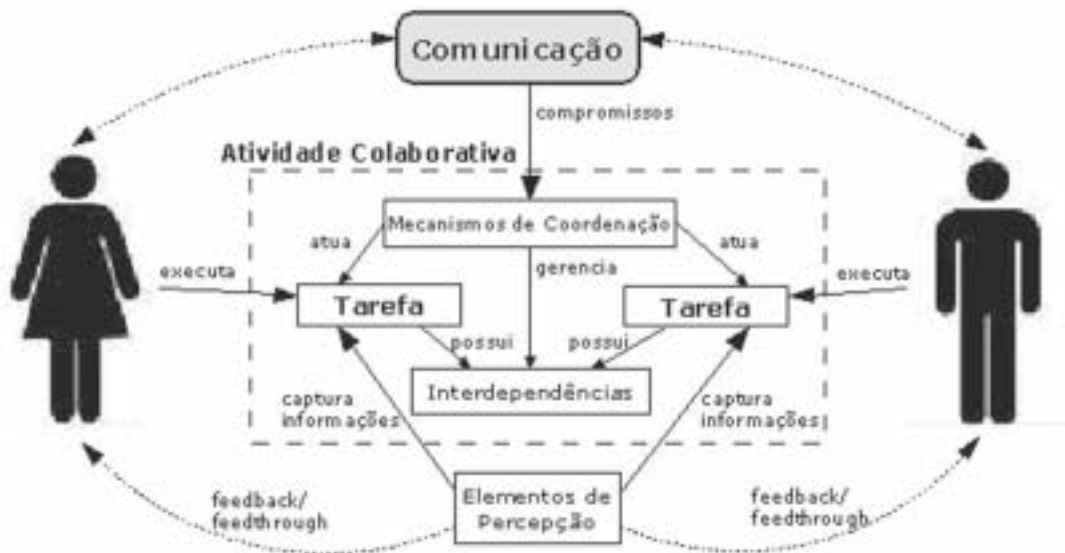 Comunicação
compromissos
Atividade Colaborativa
Mecanismos de Coordenação
atua
atua
executa
gerencia
executa
Tarefa
Tarefa
possui
possui
Interdependências
captura
informações
captura
informações
Elementos de
Percepção
feedback/
feedthrough
feedback/
feedthrough